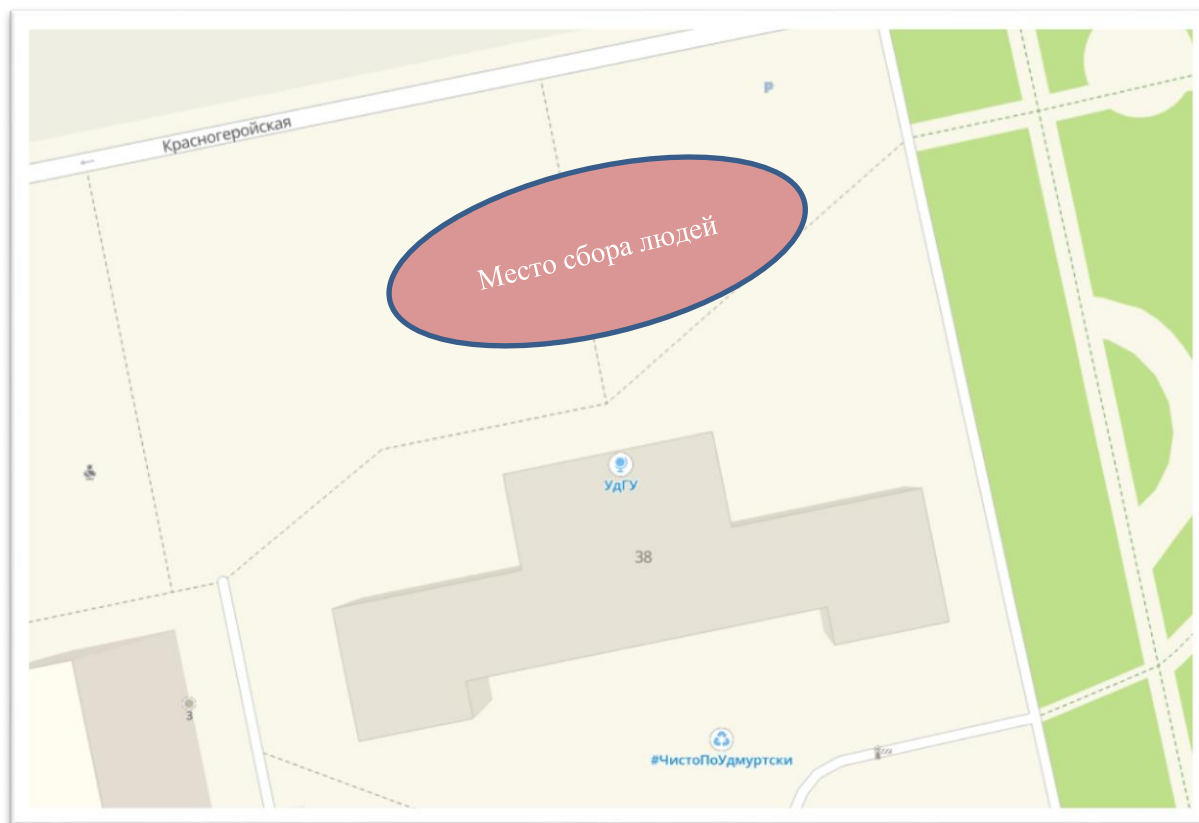 P
Красногеройская
Место сбора людей
УдГУ
38
3
#ЧистоПоУдмуртски